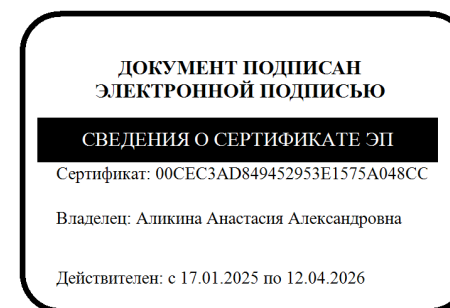 ДОКУМЕНТ ПОДПИСАН
ЭЛЕКТРОННОЙ ПОДПИСЬЮ
СВЕДЕНИЯ О СЕРТИФИКАТЕ ЭП
Сертификат: 00CEC3AD849452953E1575A048CC
Владелец: Аликина Анастасия Александровна
Действителен: с 17.01.2025 по 12.04.2026